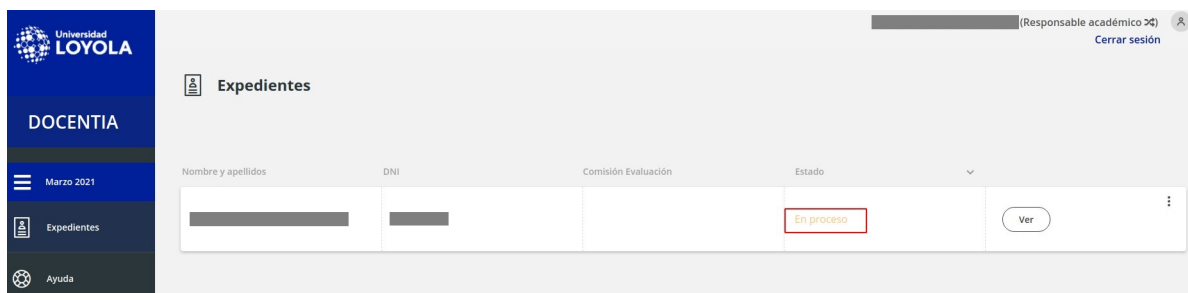 Universidad
LOYOLA
(Responsable académico )
Cerrar sesión
Expedientes
DOCENTIA
Marzo 2021
Nombre y apellidos DNI Comisión Evaluación Estado
En proceso Ver
Expedientes
Ayuda